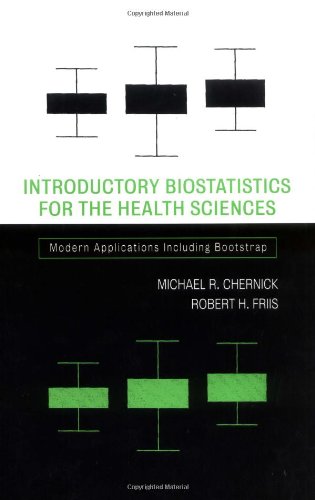 INTRODUCTORY BIOSTATISTICS
FOR THE HEALTH SCIENCES
Modern Applications Including Bootstrap
MICHAEL R. CHERNICK
ROBERT H. FRIIS